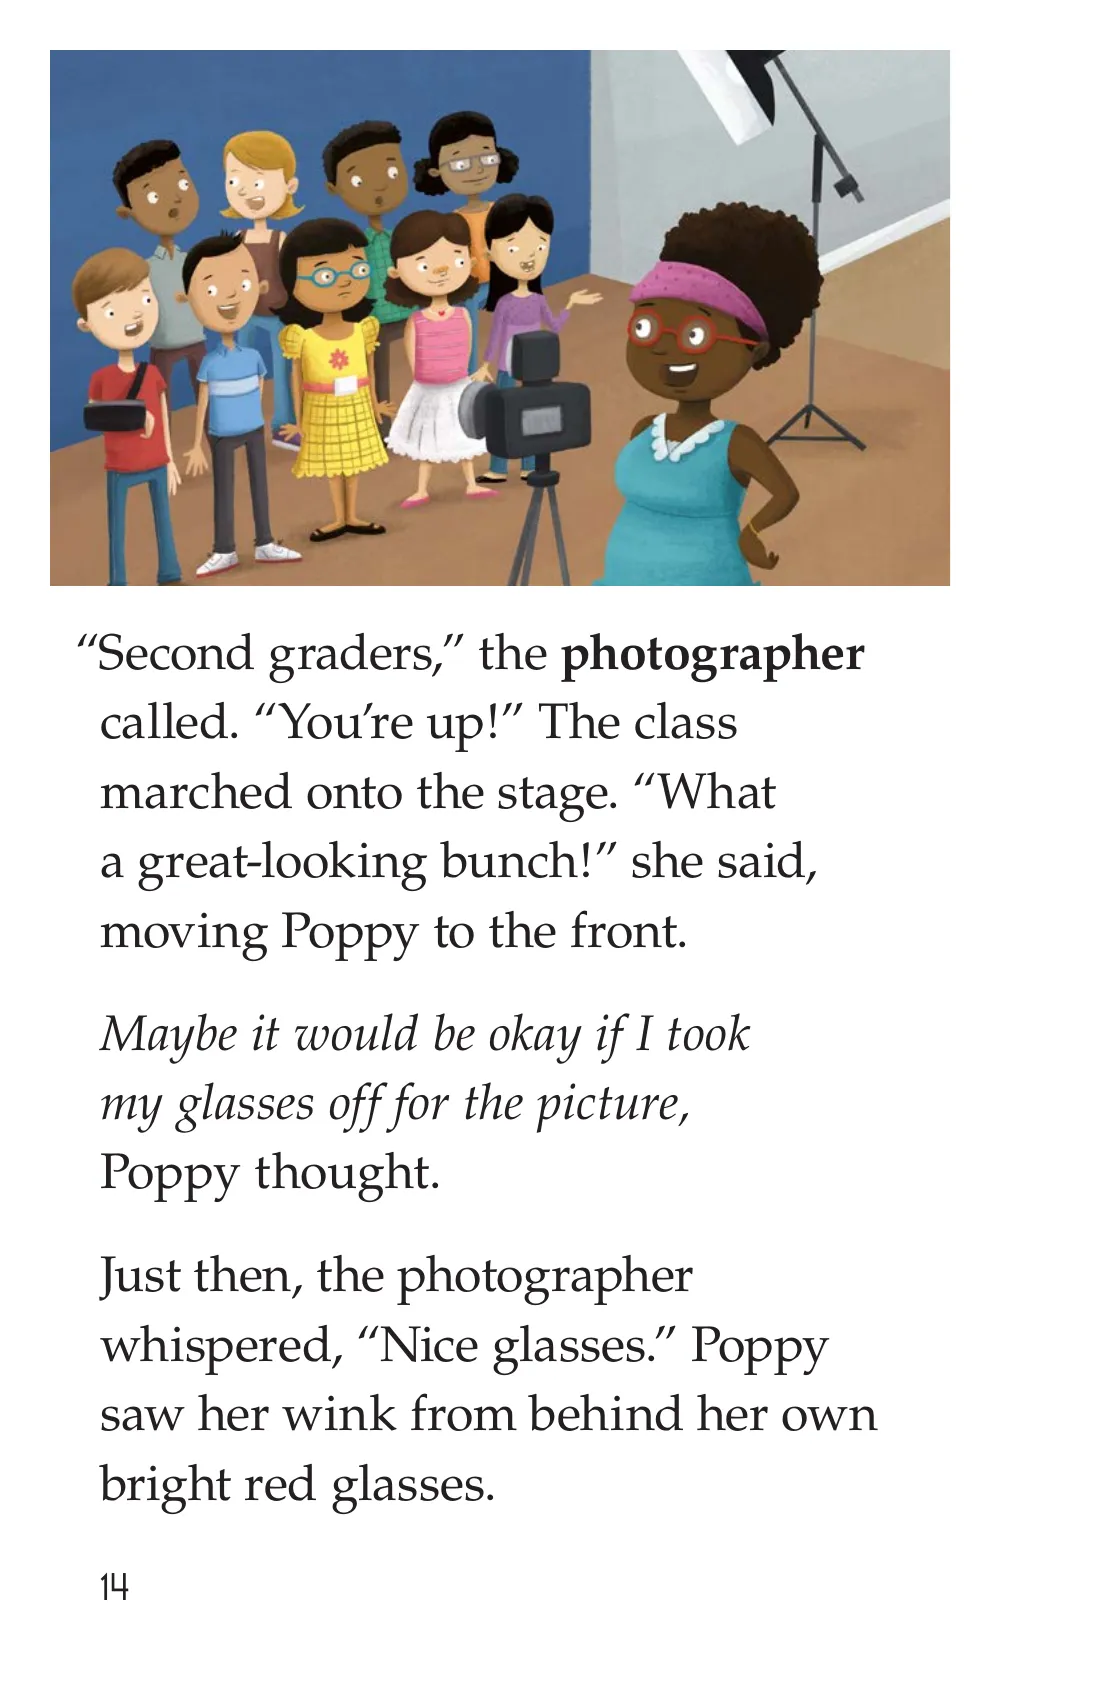 “Second graders,” the photographer
called. “You’re up!” The class
marched onto the stage. “What
a great-looking bunch!” she said,
moving Poppy to the front.
Maybe it would be okay if I took
my glasses off for the picture,
Poppy thought.
Just then, the photographer
whispered, “Nice glasses.” Poppy
saw her wink from behind her own
bright red glasses.
14